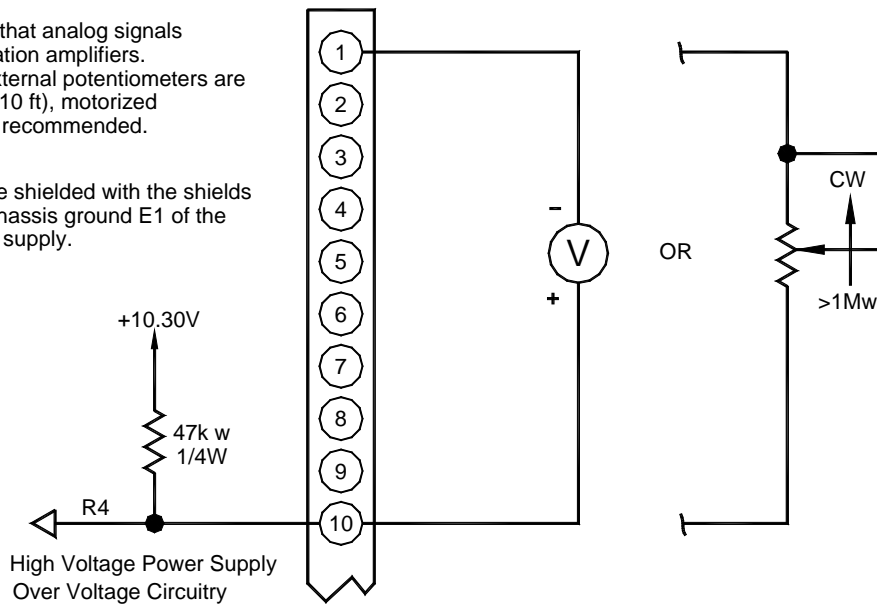 that analog signals
ation amplifiers.
ternal potentiometers are
10 ft), motorized
recommended.
e shielded with the shields
hassis ground E1 of the
supply.
1
2
3
4
5
6
7
8
9
10
−
V
+
OR
CW
>1Mw
+10.30V
47k w
1/4W
R4
High Voltage Power Supply
Over Voltage Circuitry